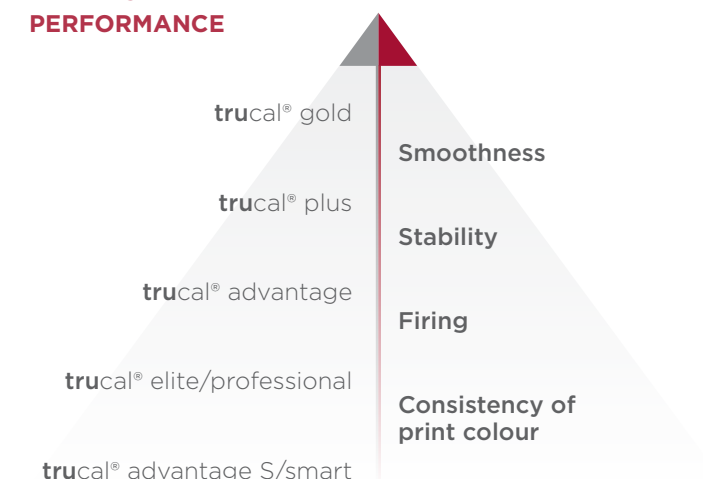 PERFORMANCE
trucal® gold
Smoothness
trucal® plus
Stability
trucal® advantage
Firing
trucal® elite/professional
Consistency of
print colour
trucal® advantage S/smart